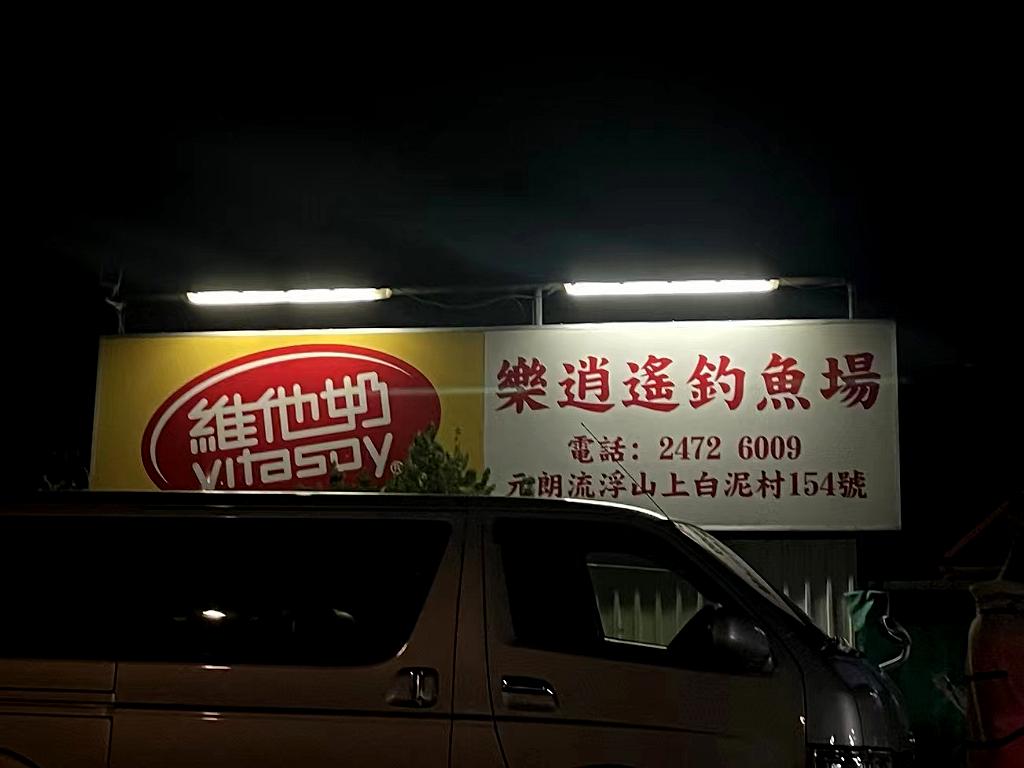 維他奶
vitasoy®
樂逍遙釣魚場
電話: 2472 6009
元朗流浮山上白泥村154號